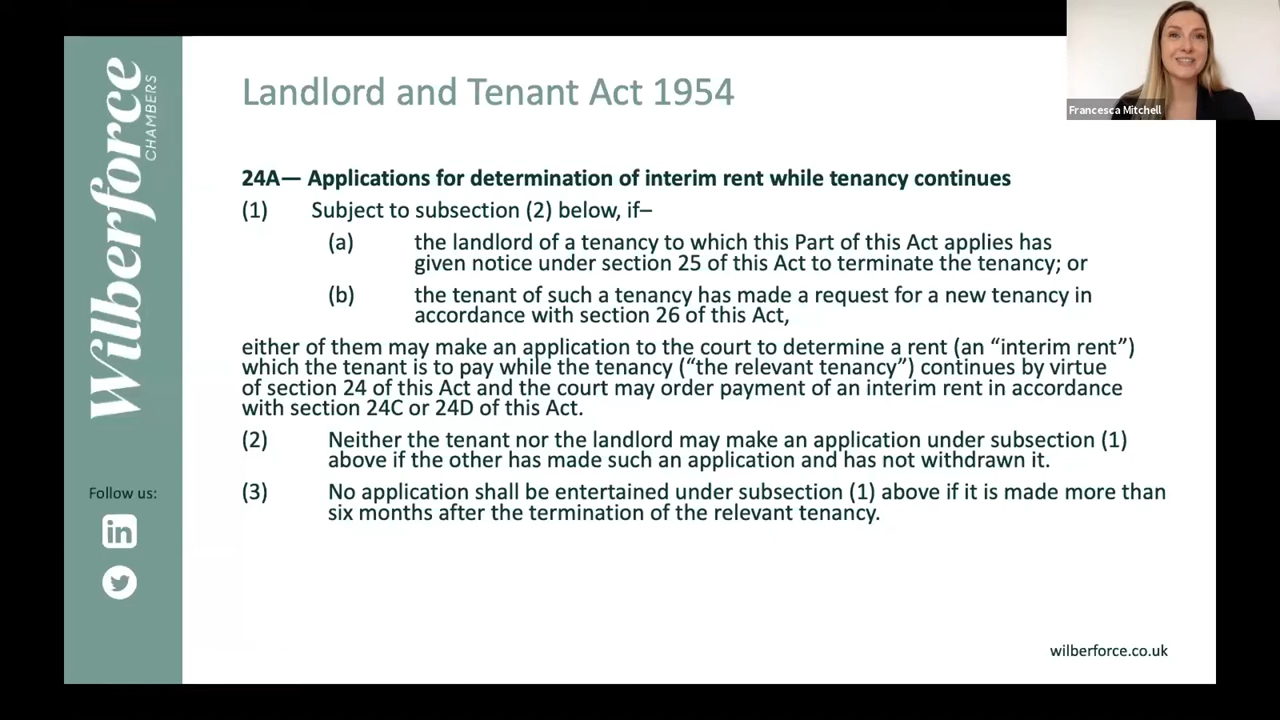 Wilberforce
CHAMBERS
Follow us:
in
Landlord and Tenant Act 1954
24A— Applications for determination of interim rent while tenancy continues
(1) Subject to subsection (2) below, if–
(a) the landlord of a tenancy to which this Part of this Act applies has
given notice under section 25 of this Act to terminate the tenancy; or
(b) the tenant of such a tenancy has made a request for a new tenancy in
accordance with section 26 of this Act,
either of them may make an application to the court to determine a rent (an “interim rent”)
which the tenant is to pay while the tenancy (“the relevant tenancy”) continues by virtue
of section 24 of this Act and the court may order payment of an interim rent in accordance
with section 24C or 24D of this Act.
(2) Neither the tenant nor the landlord may make an application under subsection (1)
above if the other has made such an application and has not withdrawn it.
(3) No application shall be entertained under subsection (1) above if it is made more than
six months after the termination of the relevant tenancy.
wilberforce.co.uk
Francesca Mitchell